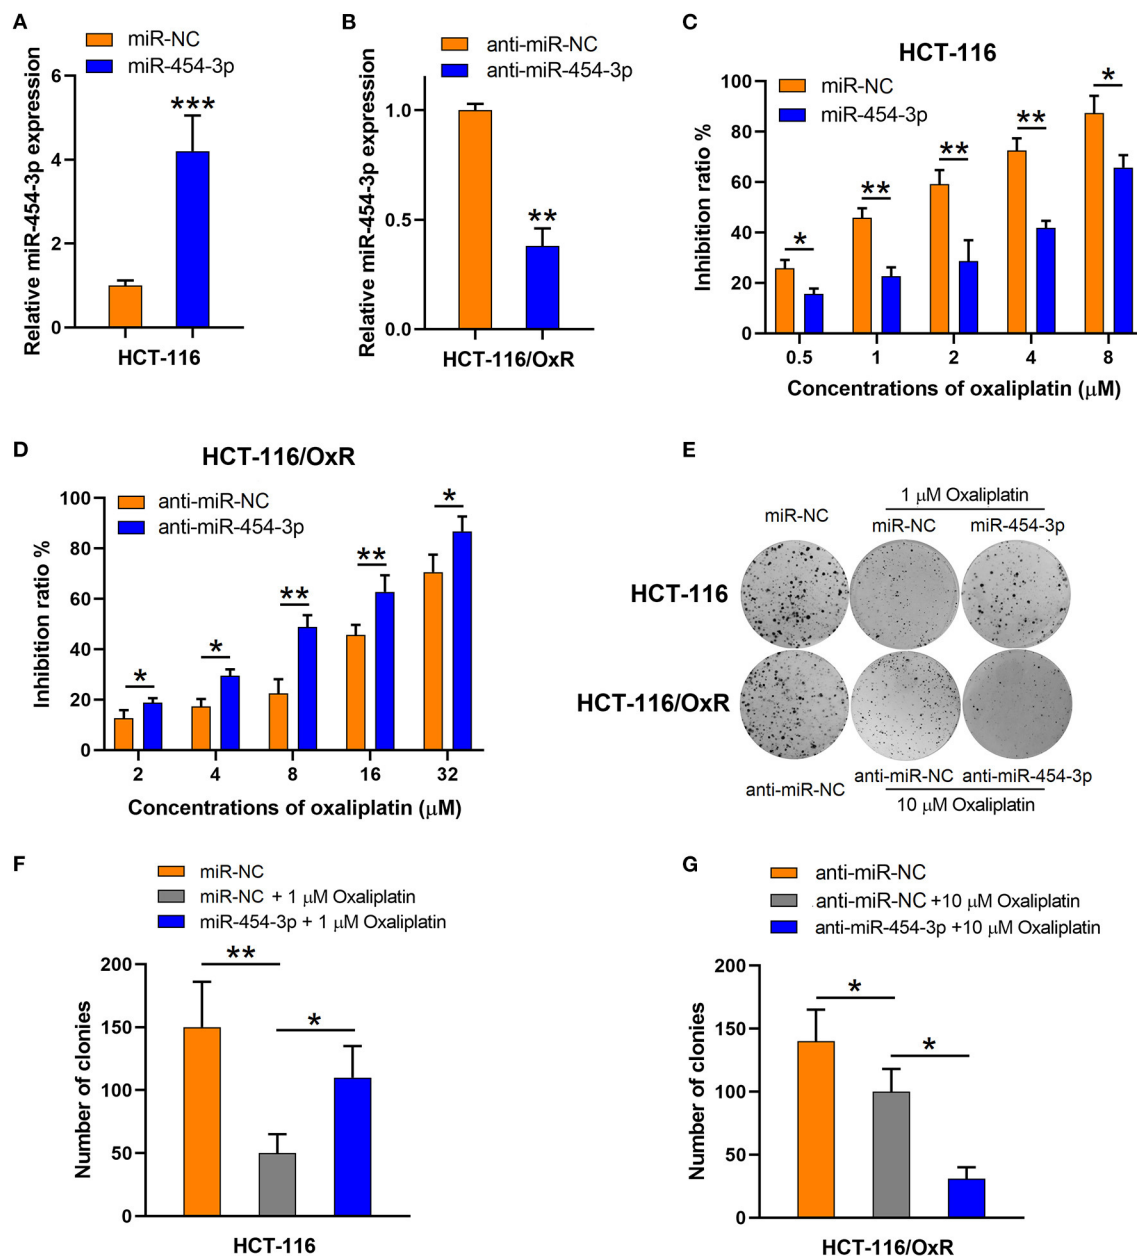 A
miR-NC
miR-454-3p
Relative miR-454-3p expression
6
4
2
0
***
HCT-116
B
anti-miR-NC
anti-miR-454-3p
Relative miR-454-3p expression
1.0
0.5
0.0
**
HCT-116/OxR
C
HCT-116
miR-NC
miR-454-3p
Inhibition ratio %
100
80
60
40
20
0
* ** ** ** *
0.5 1 2 4 8
Concentrations of oxaliplatin (μM)
D
HCT-116/OxR
anti-miR-NC
anti-miR-454-3p
Inhibition ratio %
100
80
60
40
20
0
* * ** ** *
2 4 8 16 32
Concentrations of oxaliplatin (μM)
E
1 μM Oxaliplatin
miR-NC miR-NC miR-454-3p
HCT-116
HCT-116/OxR
anti-miR-NC anti-miR-NC anti-miR-454-3p
10 μM Oxaliplatin
F
miR-NC
miR-NC + 1 μM Oxaliplatin
miR-454-3p + 1 μM Oxaliplatin
Number of clonies
200
150
100
50
0
** *
HCT-116
G
anti-miR-NC
anti-miR-NC +10 μM Oxaliplatin
anti-miR-454-3p +10 μM Oxaliplatin
Number of clonies
200
150
100
50
0
* *
HCT-116/OxR